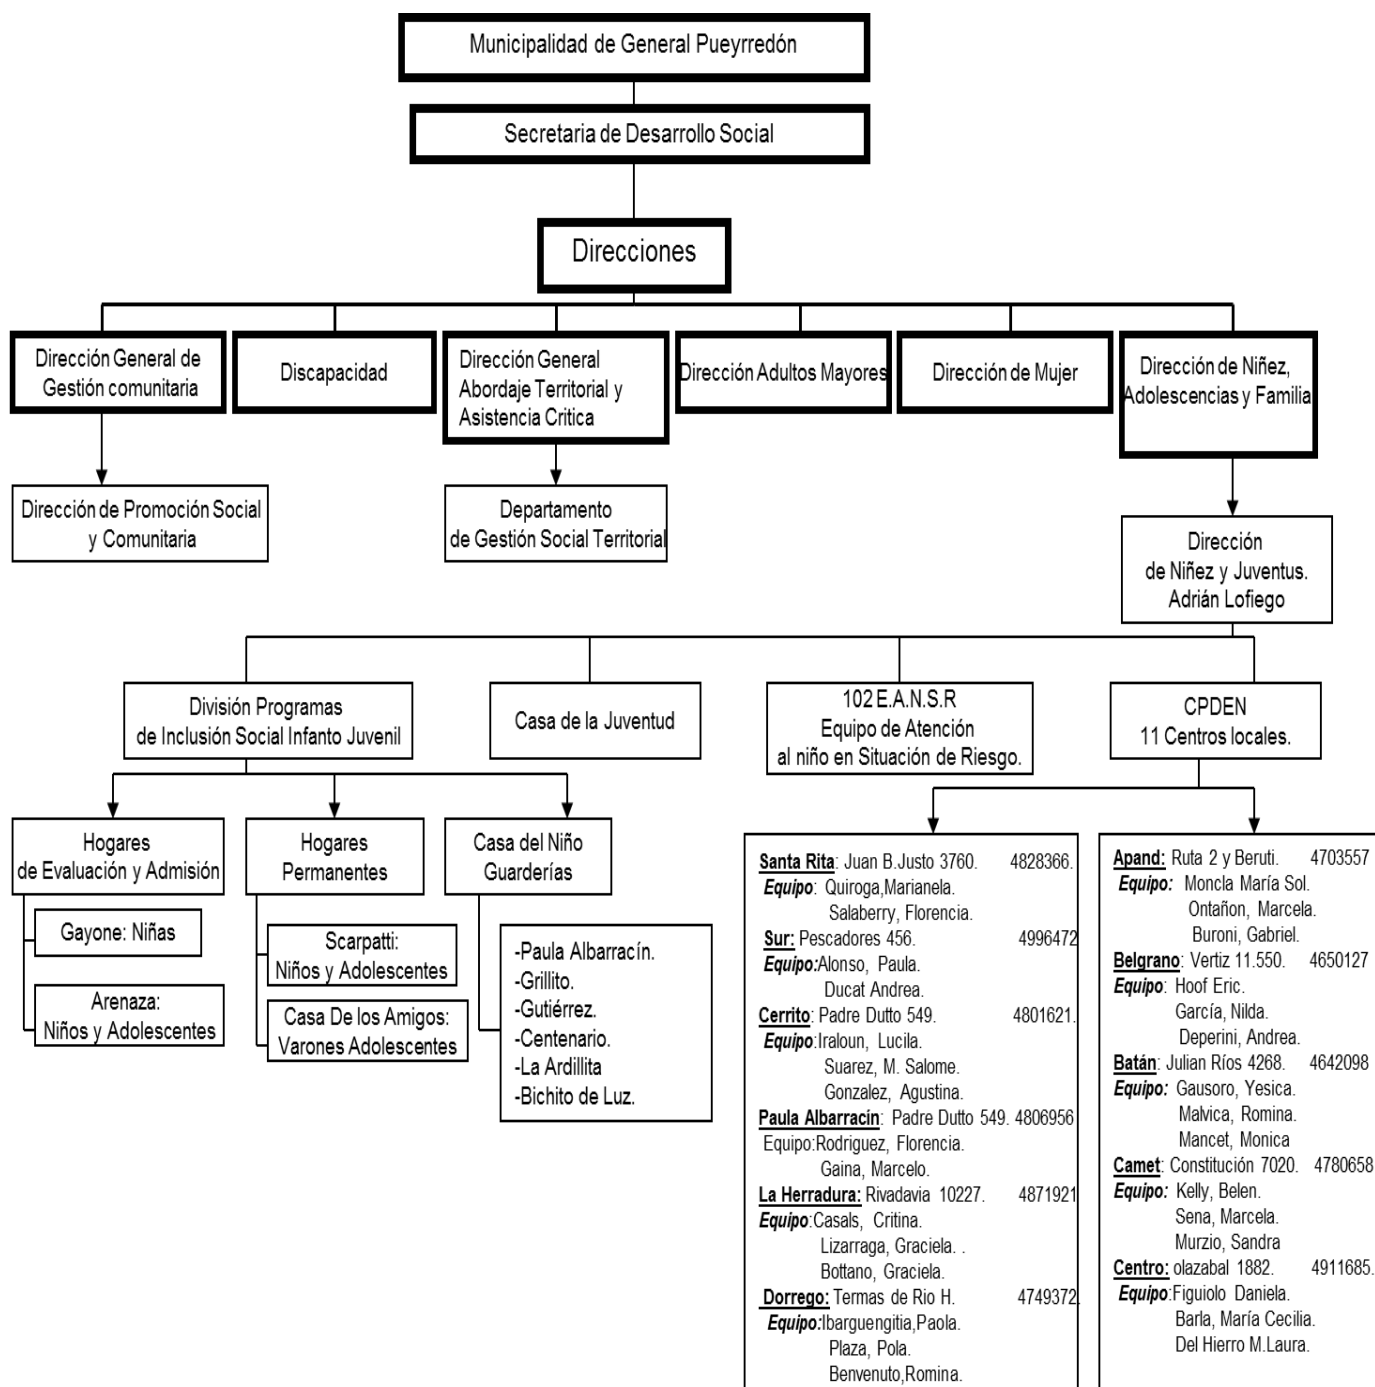 Municipalidad de General Pueyrredón
Secretaria de Desarrollo Social
Direcciones
Dirección General de
Gestión comunitaria
Discapacidad
Dirección General
Abordaje Territorial y
Asistencia Critica
Dirección Adultos Mayores
Dirección de Mujer
Dirección de Niñez,
Adolescencias y Familia
Dirección de Promoción Social
y Comunitaria
Departamento
de Gestión Social Territorial
Dirección
de Niñez y Juventus.
Adrián Lofiego
División Programas
de Inclusión Social Infanto Juvenil
Casa de la Juventud
102 E.A.N.S.R
Equipo de Atención
al niño en Situación de Riesgo.
CPDEN
11 Centros locales.
Hogares
de Evaluación y Admisión
Gayone: Niñas
Arenaza:
Niños y Adolescentes
Hogares
Permanentes
Scarpatti:
Niños y Adolescentes
Casa De los Amigos:
Varones Adolescentes
Casa del Niño
Guarderías
-Paula Albarracín.
-Grillito.
-Gutiérrez.
-Centenario.
-La Ardillita
-Bichito de Luz.
Santa Rita: Juan B.Justo 3760. 4828366.
Equipo: Quiroga,Marianela.
Salaberry, Florencia.
Sur: Pescadores 456. 4996472
Equipo:Alonso, Paula.
Ducat Andrea.
Cerrito: Padre Dutto 549. 4801621.
Equipo:Iraloun, Lucila.
Suarez, M. Salome.
Gonzalez, Agustina.
Paula Albarracín: Padre Dutto 549. 4806956
Equipo:Rodriguez, Florencia.
Gaina, Marcelo.
La Herradura: Rivadavia 10227. 4871921
Equipo:Casals, Critina.
Lizarraga, Graciela. .
Bottano, Graciela.
Dorrego: Termas de Rio H. 4749372.
Equipo:Ibarguengitia,Paola.
Plaza, Pola.
Benvenuto,Romina.
Apand: Ruta 2 y Beruti. 4703557
Equipo: Moncla María Sol.
Ontañon, Marcela.
Buroni, Gabriel.
Belgrano: Vertiz 11.550. 4650127
Equipo: Hoof Eric.
García, Nilda.
Deperini, Andrea.
Batán: Julian Ríos 4268. 4642098
Equipo: Gausoro, Yesica.
Malvica, Romina.
Mancet, Monica
Camet: Constitución 7020. 4780658
Equipo: Kelly, Belen.
Sena, Marcela.
Murzio, Sandra
Centro: olazabal 1882. 4911685.
Equipo:Figuiolo Daniela.
Barla, María Cecilia.
Del Hierro M.Laura.